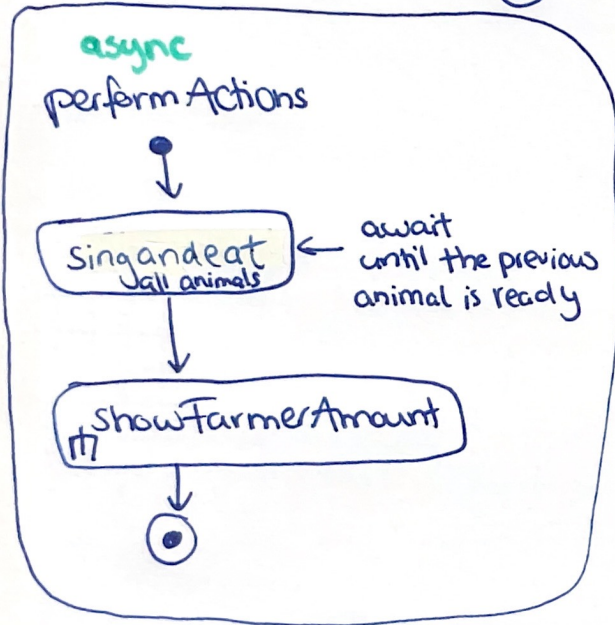 async
performActions
singandeat
all animals
await
until the previous
animal is ready
showFarmerAmount